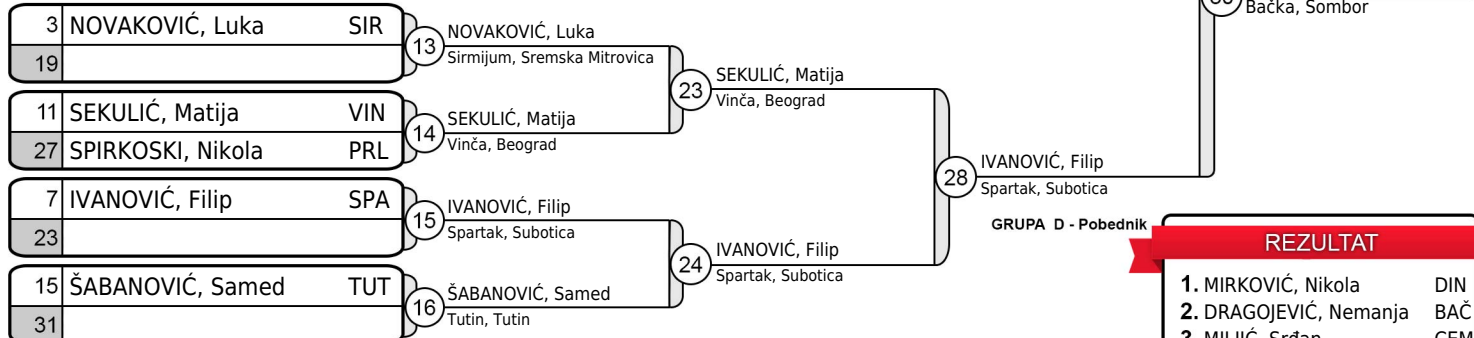 Bačka, Sombor
3 NOVAKOVIĆ, Luka SIR
19
13
NOVAKOVIĆ, Luka
Sirmijum, Sremska Mitrovica
11 SEKULIĆ, Matija VIN
27 SPIRKOSKI, Nikola PRL
14
SEKULIĆ, Matija
Vinča, Beograd
23
SEKULIĆ, Matija
Vinča, Beograd
7 IVANOVIĆ, Filip SPA
23
15
IVANOVIĆ, Filip
Spartak, Subotica
15 ŠABANOVIĆ, Samed TUT
31
16
ŠABANOVIĆ, Samed
Tutin, Tutin
24
IVANOVIĆ, Filip
Spartak, Subotica
28
IVANOVIĆ, Filip
Spartak, Subotica
GRUPA D - Pobednik
REZULTAT
1. MIRKOVIĆ, Nikola DIN
2. DRAGOJEVIĆ, Nemanja BAČ